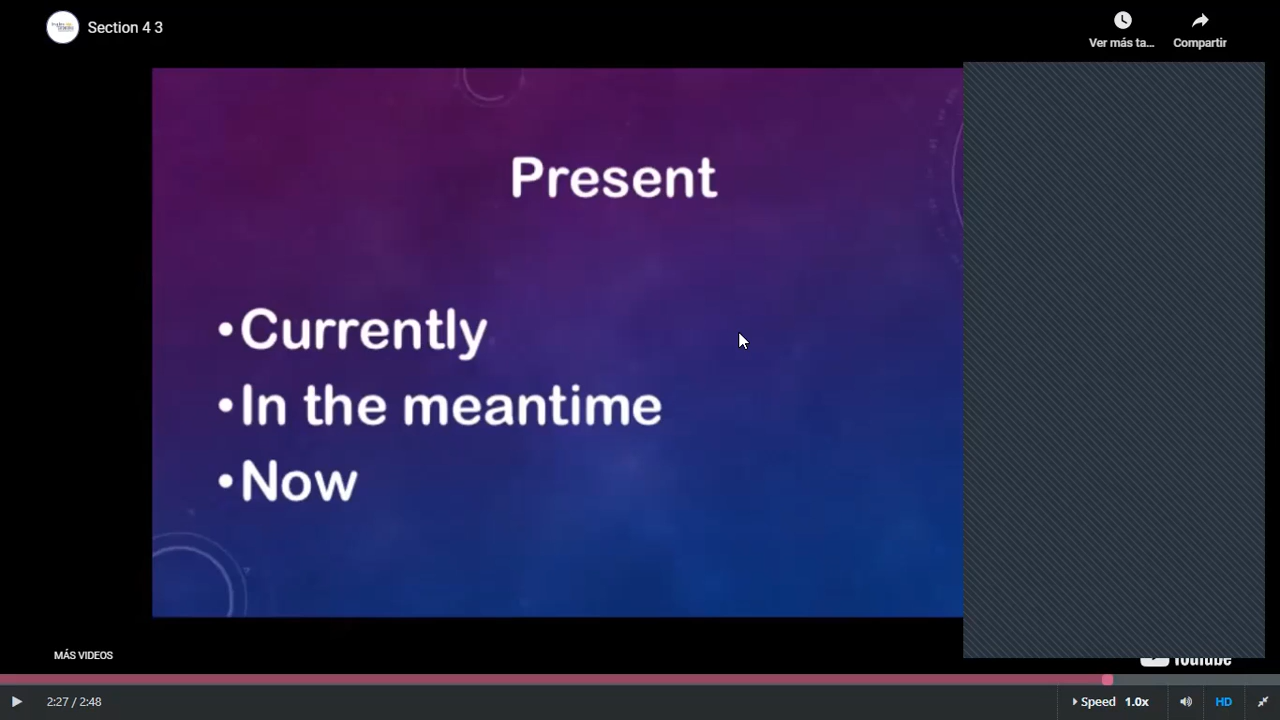 Section 4 3
Ver más ta...
Compartir
Present
•Currently
•In the meantime
•Now
MÁS VIDEOS
YouTube
2:27 / 2:48
Speed 1.0x
HD